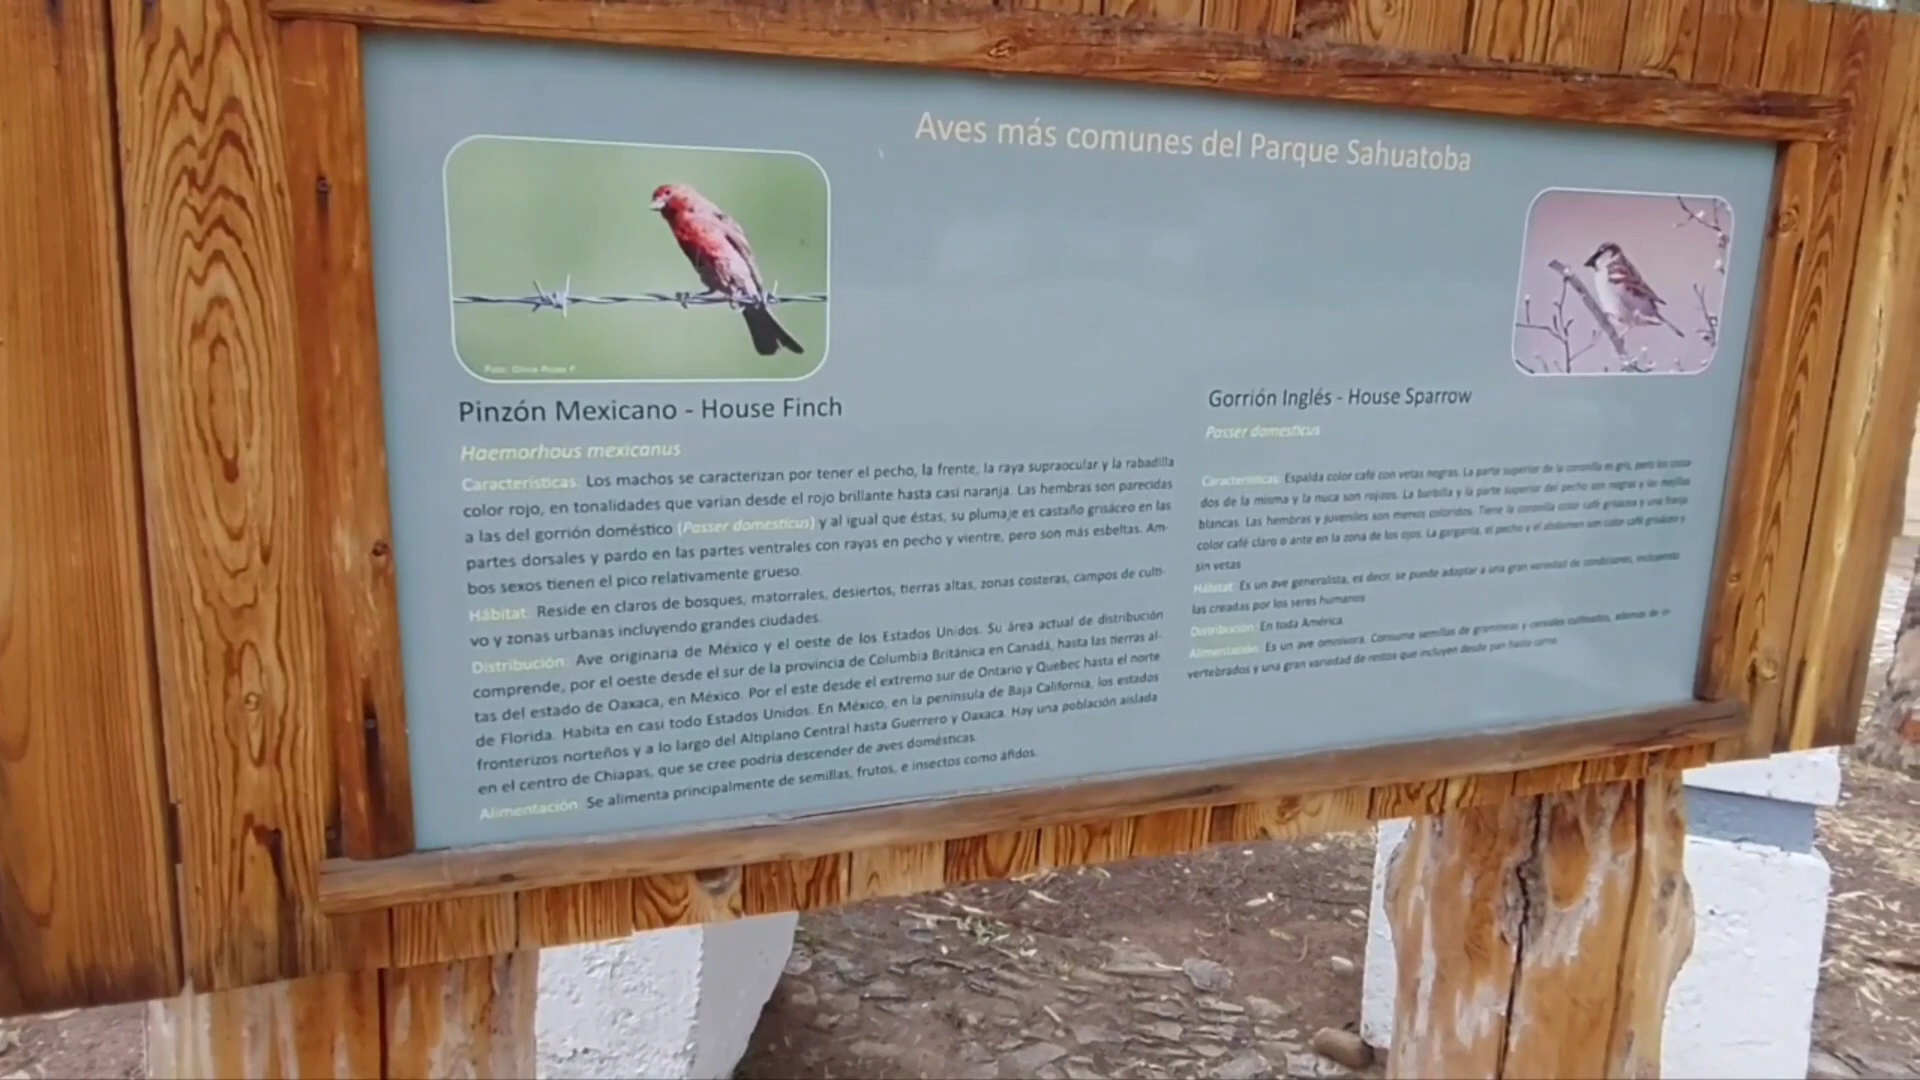 Aves más comunes del Parque Sahuatoba
Pinzón Mexicano - House Finch
Haemorhous mexicanus
Características: Los machos se caracterizan por tener el pecho, la frente, la raya supraocular y la rabadilla
color rojo, en tonalidades que varian desde el rojo brillante hasta casi naranja. Las hembras son parecidas
a las del gorrión doméstico (Passer domesticus) y al igual que éstas, su plumaje es castaño grisáceo en las
partes dorsales y pardo en las partes ventrales con rayas en pecho y vientre, pero son más esbeltas. Am-
bos sexos tienen el pico relativamente grueso.
Hábitat: Reside en claros de bosques, matorrales, desiertos, tierras altas, zonas costeras, campos de culti-
vo y zonas urbanas incluyendo grandes ciudades.
Distribución: Ave originaria de México y el oeste de los Estados Unidos. Su área actual de distribución
comprende, por el oeste desde el sur de la provincia de Columbia Británica en Canadá, hasta las tierras al-
tas del estado de Oaxaca, en México. Por el este desde el extremo sur de Ontario y Quebec hasta el norte
de Florida. Habita en casi todo Estados Unidos. En México, en la península de Baja California, los estados
fronterizos norteños y a lo largo del Altiplano Central hasta Guerrero y Oaxaca. Hay una población aislada
en el centro de Chiapas, que se cree podría descender de aves domésticas.
Alimentación: Se alimenta principalmente de semillas, frutos, e insectos como áfidos.
Gorrión Inglés - House Sparrow
Passer domesticus
Características: Espalda color café con vetas negras. La parte superior de la coronilla es gris, pero los costa-
dos de la misma y la nuca son rojizos. La barbilla y la parte superior del pecho son negras y las mejillas
blancas. Las hembras y juveniles son menos coloridos. Tiene la coronilla color café grisácea y una franja
color café claro o ante en la zona de los ojos. La garganta, el pecho y el abdomen son color café grisáceo y
sin vetas
Hábitat: Es un ave generalista, es decir, se puede adaptar a una gran variedad de condiciones, incluyendo
las creadas por los seres humanos
Distribución: En toda América.
Alimentación: Es un ave omnívora. Consume semillas de gramíneas y cereales cultivados, además de in-
vertebrados y una gran variedad de restos que incluyen desde pan hasta carne.